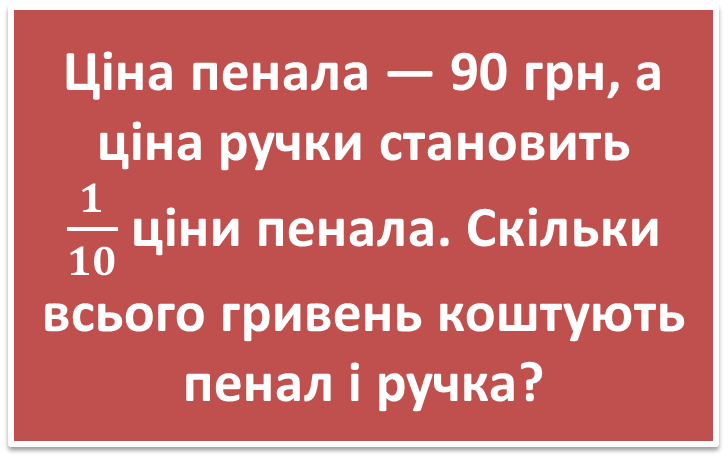 Ціна пенала — 90 грн, а
ціна ручки становить
1/10 ціни пенала. Скільки
всього гривень коштують
пенал і ручка?